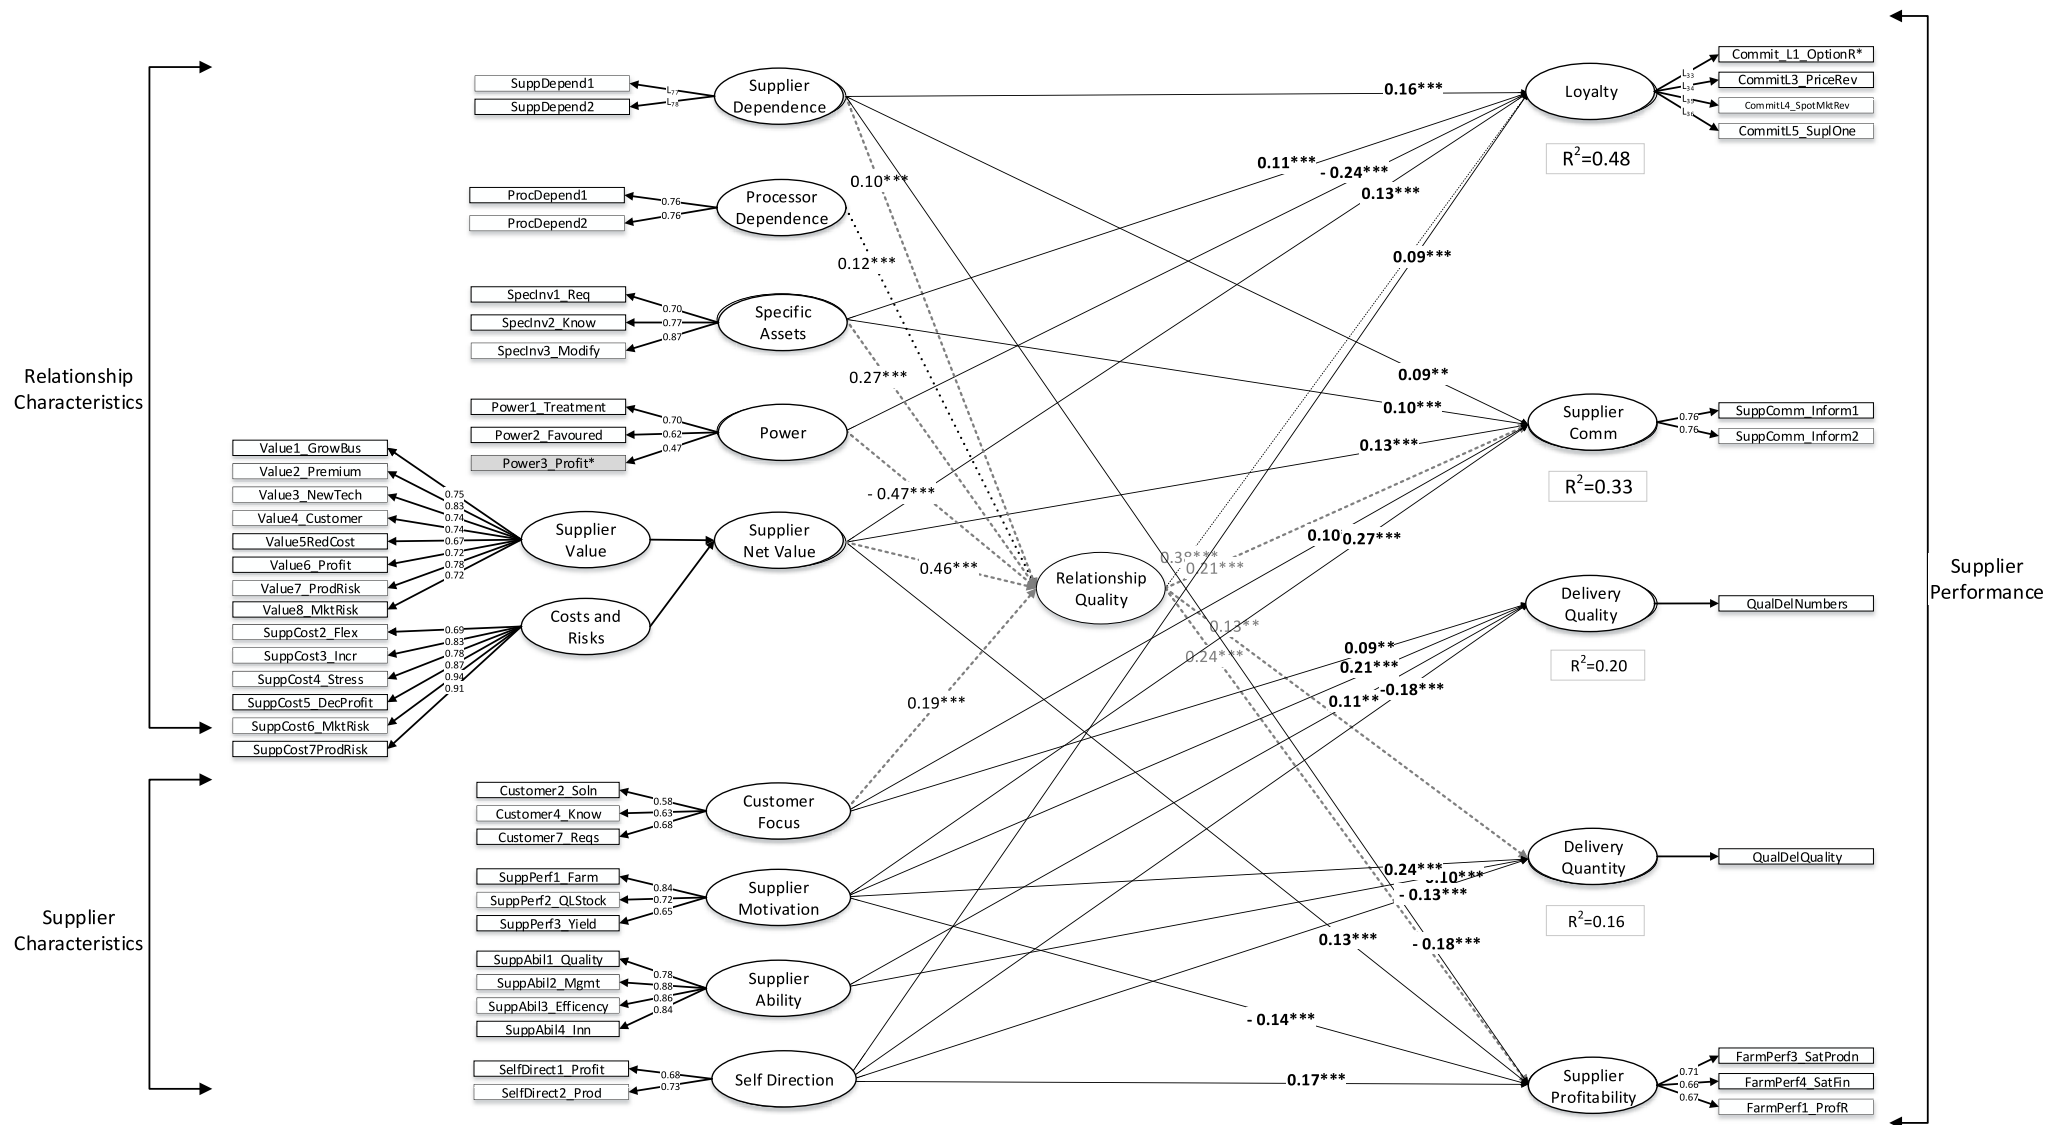 Relationship
Characteristics
Supplier
Characteristics
Supplier
Performance
SuppDepend1
SuppDepend2
L77
L78
Supplier
Dependence
ProcDepend1
ProcDepend2
0.76
0.76
Processor
Dependence
SpecInv1_Req
SpecInv2_Know
SpecInv3_Modify
0.70
0.77
0.87
Specific
Assets
Power1_Treatment
Power2_Favoured
Power3_Profit*
0.70
0.62
0.47
Power
Value1_GrowBus
Value2_Premium
Value3_NewTech
Value4_Customer
Value5RedCost
Value6_Profit
Value7_ProdRisk
Value8_MktRisk
0.75
0.83
0.74
0.74
0.67
0.72
0.78
0.72
Supplier
Value
SuppCost2_Flex
SuppCost3_Incr
SuppCost4_Stress
SuppCost5_DecProfit
SuppCost6_MktRisk
SuppCost7ProdRisk
0.69
0.83
0.78
0.87
0.94
0.91
Costs and
Risks
Supplier
Net Value
Customer2_Soln
Customer4_Know
Customer7_Reqs
0.58
0.63
0.68
Customer
Focus
SuppPerf1_Farm
SuppPerf2_QLStock
SuppPerf3_Yield
0.84
0.72
0.65
Supplier
Motivation
SuppAbil1_Quality
SuppAbil2_Mgmt
SuppAbil3_Efficency
SuppAbil4_Inn
0.78
0.88
0.86
0.84
Supplier
Ability
SelfDirect1_Profit
SelfDirect2_Prod
0.68
0.73
Self Direction
0.10***
0.12***
0.27***
- 0.47***
0.46***
0.19***
Relationship
Quality
0.21***
0.13**
0.24***
0.16***
0.11***
- 0.24***
0.13***
0.09***
0.09**
0.10***
0.13***
0.10
0.27***
0.09**
0.21***
-0.18***
0.11**
0.24***
0.10***
- 0.13***
0.13***
- 0.18***
- 0.14***
0.17***
Loyalty
R2=0.48
L33
L34
L35
L36
Commit_L1_OptionR*
CommitL3_PriceRev
CommitL4_SpotMktRev
CommitL5_SuplOne
Supplier
Comm
R2=0.33
0.76
0.76
SuppComm_Inform1
SuppComm_Inform2
Delivery
Quality
R2=0.20
QualDelNumbers
Delivery
Quantity
R2=0.16
QualDelQuality
Supplier
Profitability
0.71
0.66
0.67
FarmPerf3_SatProdn
FarmPerf4_SatFin
FarmPerf1_ProfR